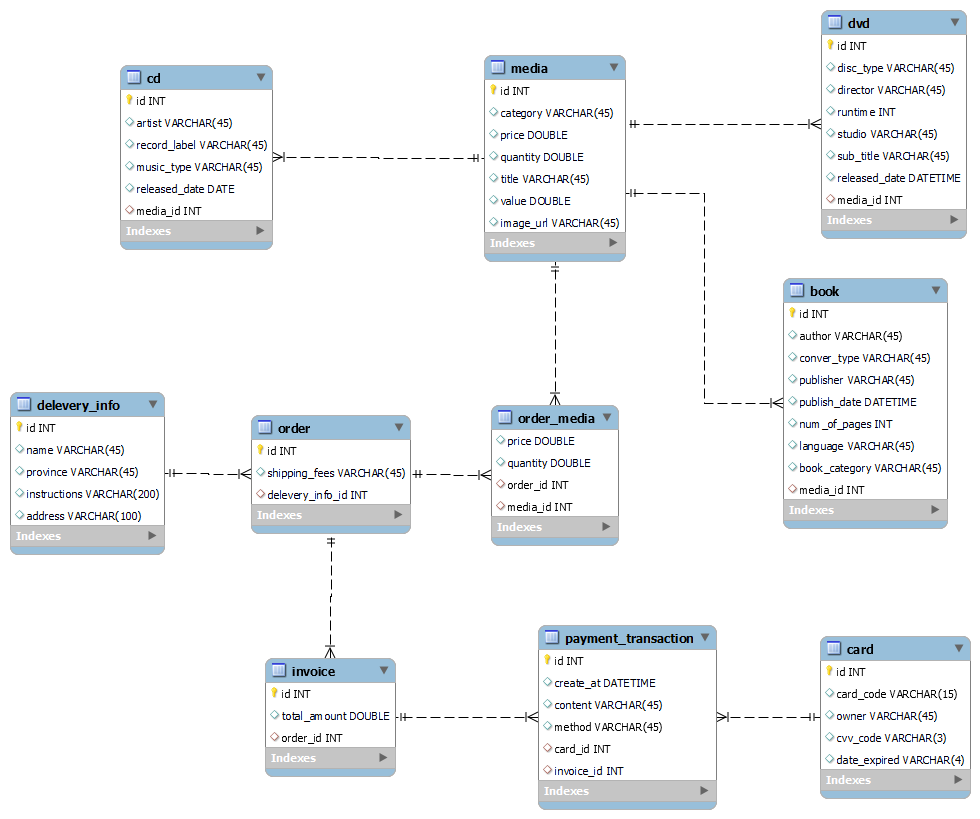 cd
id INT
artist VARCHAR(45)
record_label VARCHAR(45)
music_type VARCHAR(45)
released_date DATE
media_id INT
Indexes
media
id INT
category VARCHAR(45)
price DOUBLE
quantity DOUBLE
title VARCHAR(45)
value DOUBLE
image_url VARCHAR(45)
Indexes
dvd
id INT
disc_type VARCHAR(45)
director VARCHAR(45)
runtime INT
studio VARCHAR(45)
sub_title VARCHAR(45)
released_date DATETIME
media_id INT
Indexes
book
id INT
author VARCHAR(45)
conver_type VARCHAR(45)
publisher VARCHAR(45)
publish_date DATETIME
num_of_pages INT
language VARCHAR(45)
book_category VARCHAR(45)
media_id INT
Indexes
delevery_info
id INT
name VARCHAR(45)
province VARCHAR(45)
instructions VARCHAR(200)
address VARCHAR(100)
Indexes
order
id INT
shipping_fees VARCHAR(45)
delevery_info_id INT
Indexes
order_media
price DOUBLE
quantity DOUBLE
order_id INT
media_id INT
Indexes
invoice
id INT
total_amount DOUBLE
order_id INT
Indexes
payment_transaction
id INT
create_at DATETIME
content VARCHAR(45)
method VARCHAR(45)
card_id INT
invoice_id INT
Indexes
card
id INT
card_code VARCHAR(15)
owner VARCHAR(45)
cvv_code VARCHAR(3)
date_expired VARCHAR(4)
Indexes